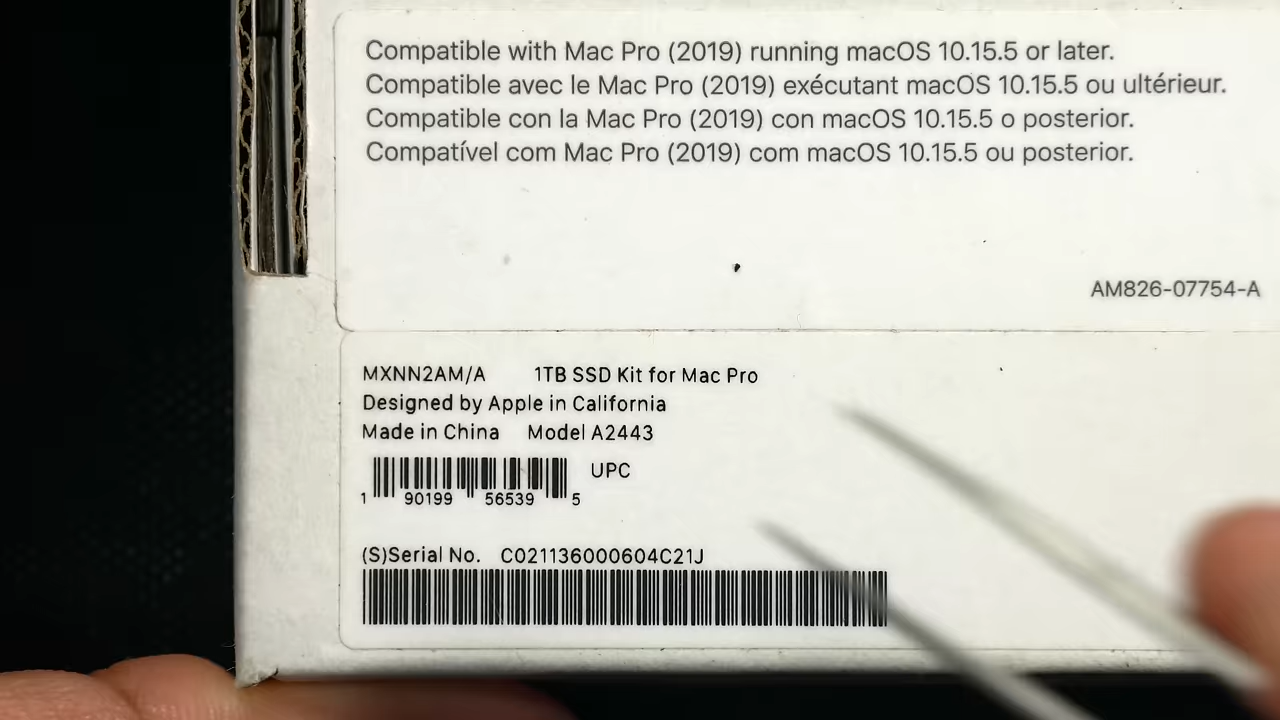 Compatible with Mac Pro (2019) running macOS 10.15.5 or later.
Compatible avec le Mac Pro (2019) exécutant macOS 10.15.5 ou ultérieur.
Compatible con la Mac Pro (2019) con macOS 10.15.5 o posterior.
Compatível com Mac Pro (2019) com macOS 10.15.5 ou posterior.
AM826-07754-A
MXNN2AM/A 1TB SSD Kit for Mac Pro
Designed by Apple in California
Made in China Model A2443
UPC
1 90199 56539 5
(S)Serial No. C021136000604C21J